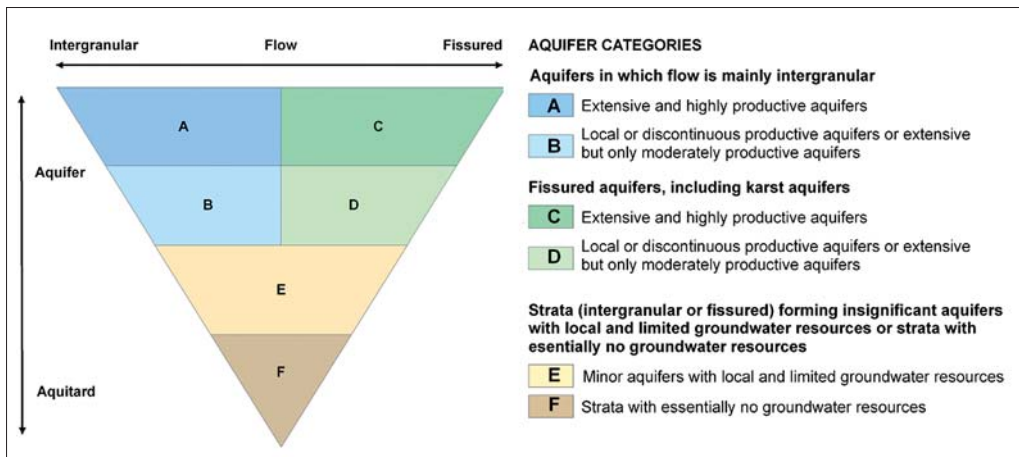 Intergranular Flow Fissured
Aquifer
Aquitard
A
C
B
D
E
F
AQUIFER CATEGORIES
Aquifers in which flow is mainly intergranular
A Extensive and highly productive aquifers
B Local or discontinuous productive aquifers or extensive
but only moderately productive aquifers
Fissured aquifers, including karst aquifers
C Extensive and highly productive aquifers
D Local or discontinuous productive aquifers or extensive
but only moderately productive aquifers
Strata (intergranular or fissured) forming insignificant aquifers
with local and limited groundwater resources or strata with
esentially no groundwater resources
E Minor aquifers with local and limited groundwater resources
F Strata with essentially no groundwater resources